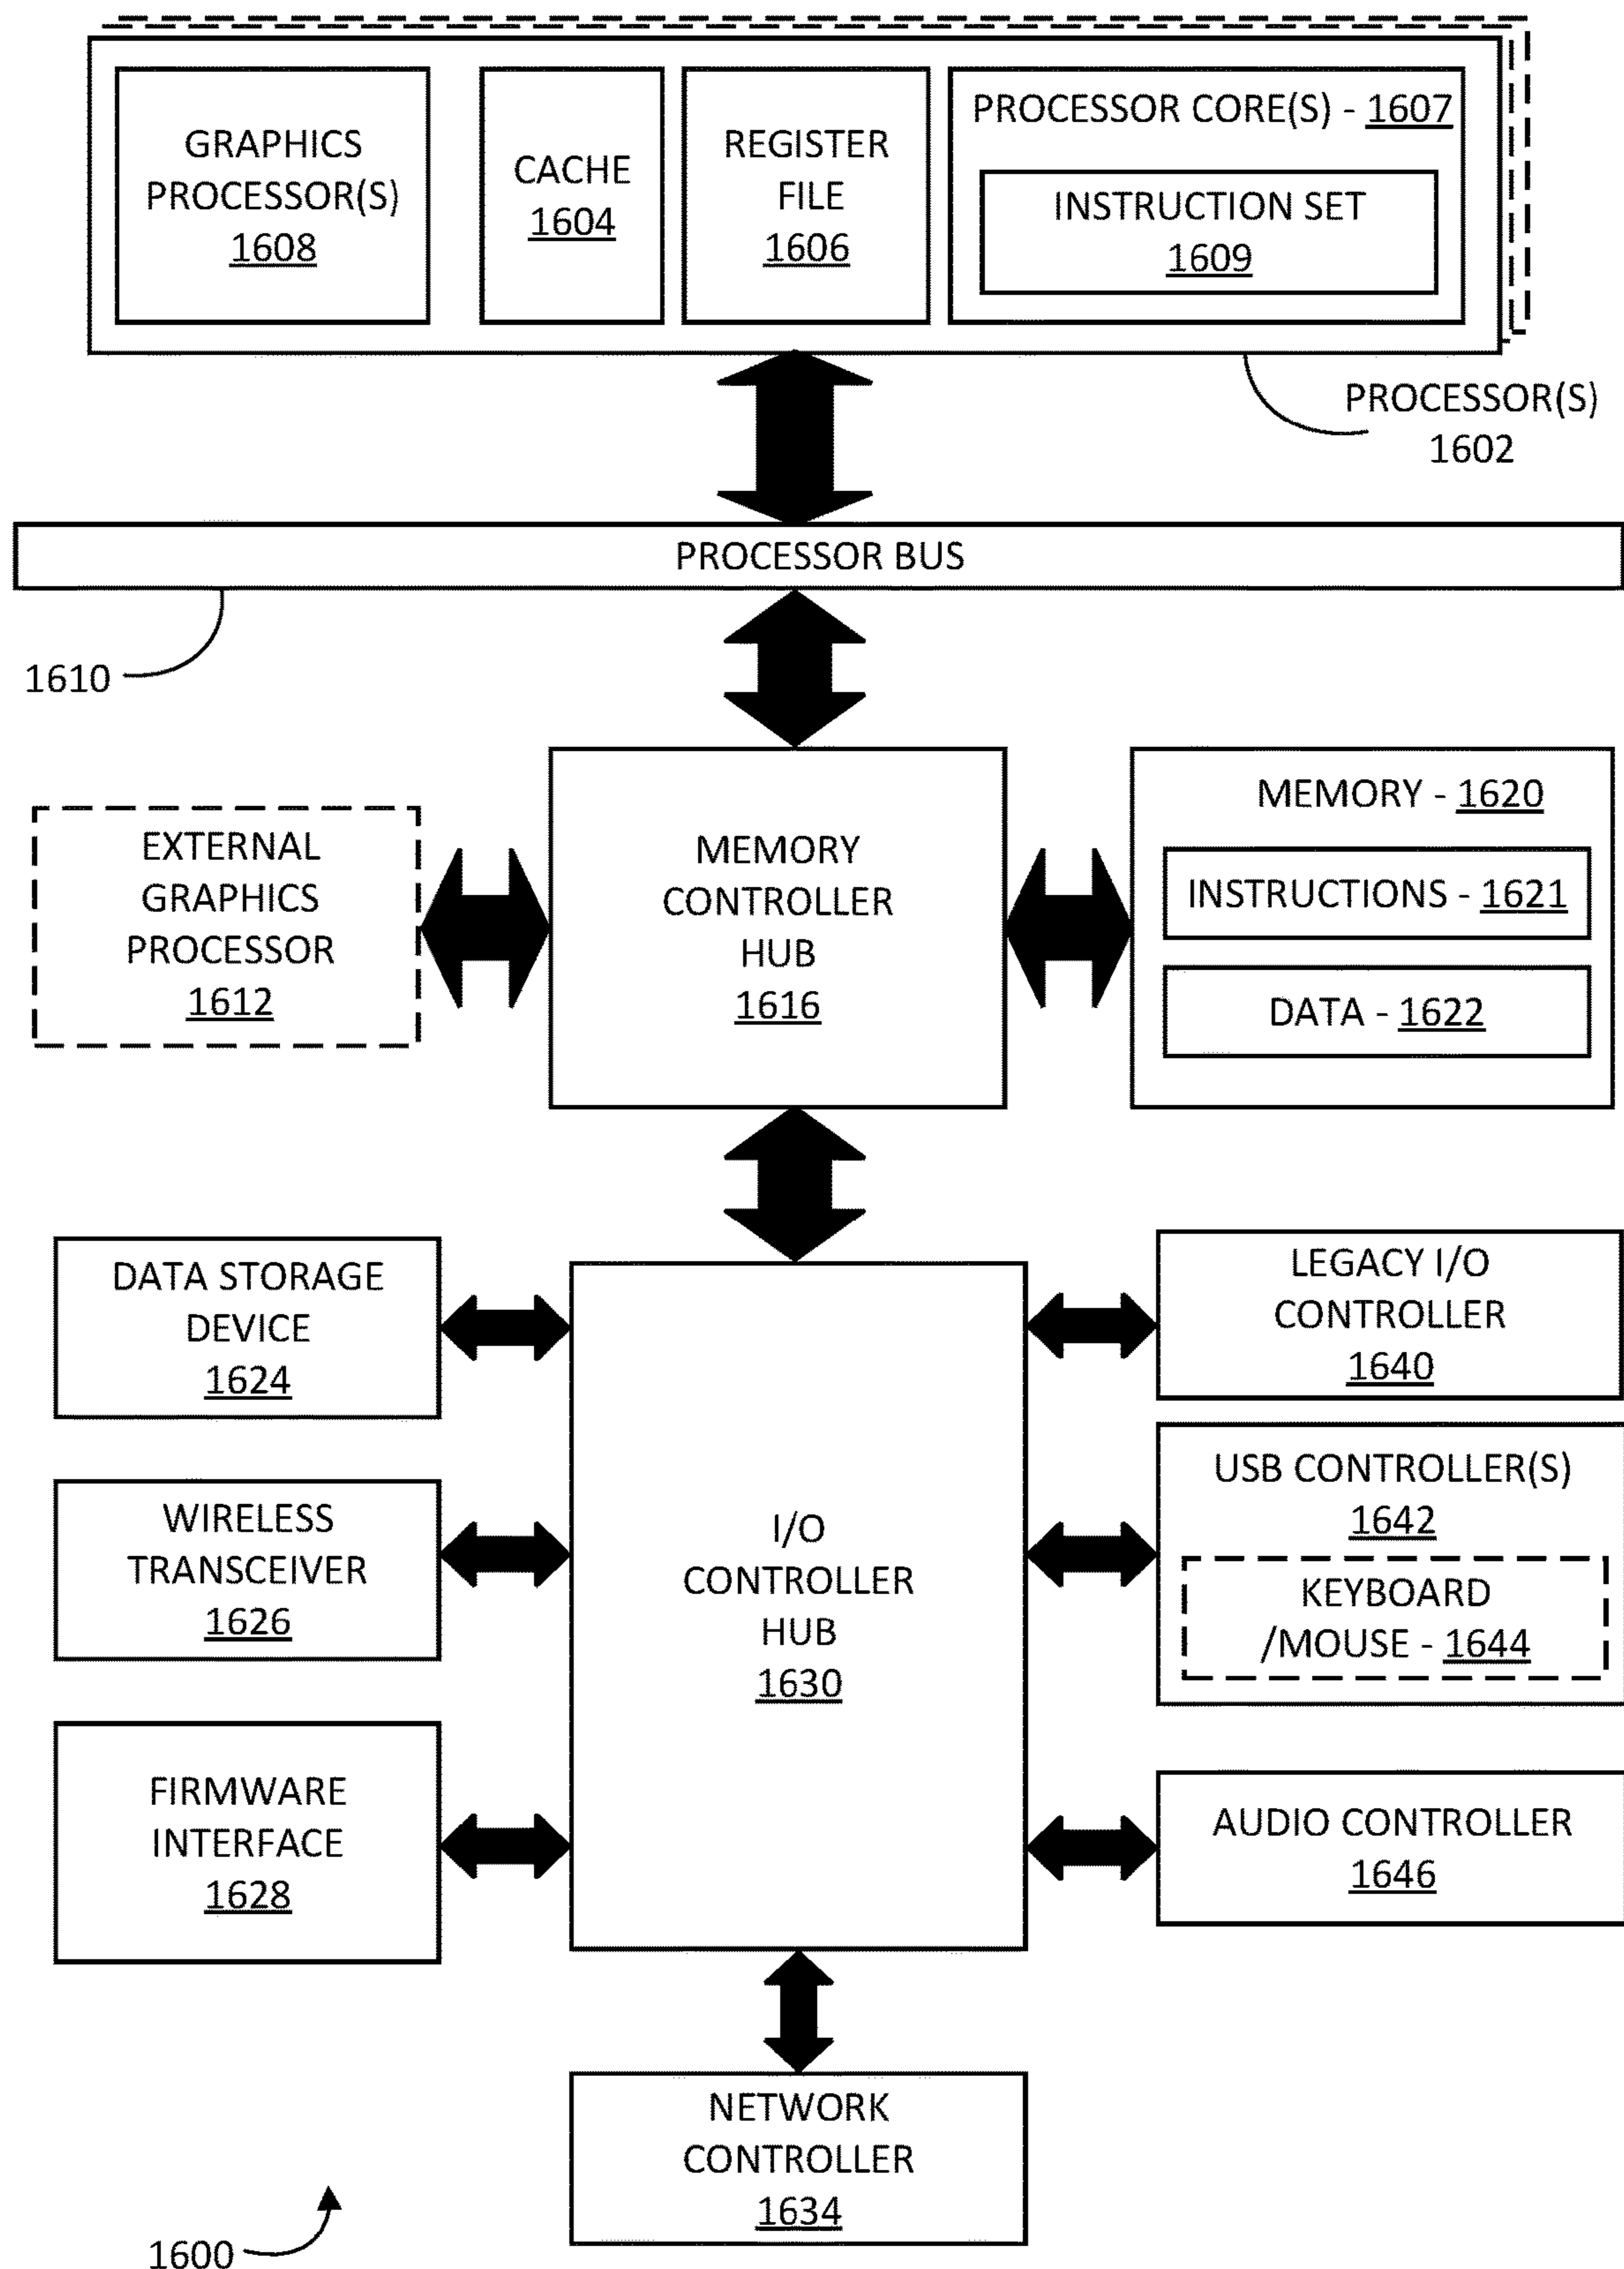 GRAPHICS
PROCESSOR(S)
1608
CACHE
1604
REGISTER
FILE
1606
PROCESSOR CORE(S) - 1607
INSTRUCTION SET
1609
PROCESSOR(S)
1602
PROCESSOR BUS
1610
EXTERNAL
GRAPHICS
PROCESSOR
1612
MEMORY
CONTROLLER
HUB
1616
MEMORY - 1620
INSTRUCTIONS - 1621
DATA - 1622
DATA STORAGE
DEVICE
1624
WIRELESS
TRANSCEIVER
1626
FIRMWARE
INTERFACE
1628
I/O
CONTROLLER
HUB
1630
LEGACY I/O
CONTROLLER
1640
USB CONTROLLER(S)
1642
KEYBOARD
/MOUSE - 1644
AUDIO CONTROLLER
1646
NETWORK
CONTROLLER
1634
1600